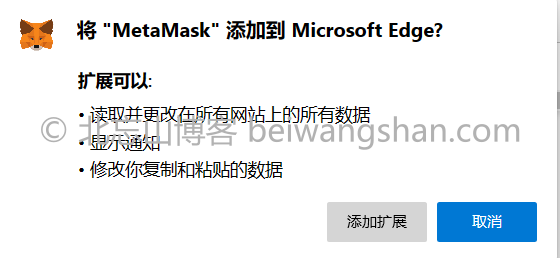 将 "MetaMask" 添加到 Microsoft Edge?
扩展可以:
• 读取并更改在所有网站上的所有数据
© 北忘山博客 beiwangshan.com
• 显示通知
• 修改你复制和粘贴的数据
添加扩展
取消